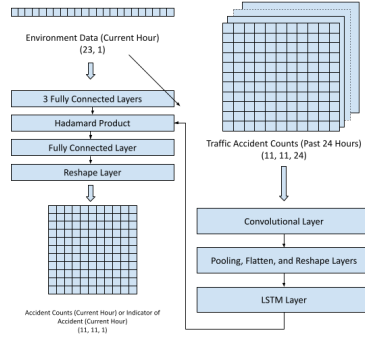 Environment Data (Current Hour)
(23, 1)
3 Fully Connected Layers
Hadamard Product
Fully Connected Layer
Reshape Layer
Accident Counts (Current Hour) or Indicator of
Accident (Current Hour)
(11, 11, 1)
Traffic Accident Counts (Past 24 Hours)
(11, 11, 24)
Convolutional Layer
Pooling, Flatten, and Reshape Layers
LSTM Layer